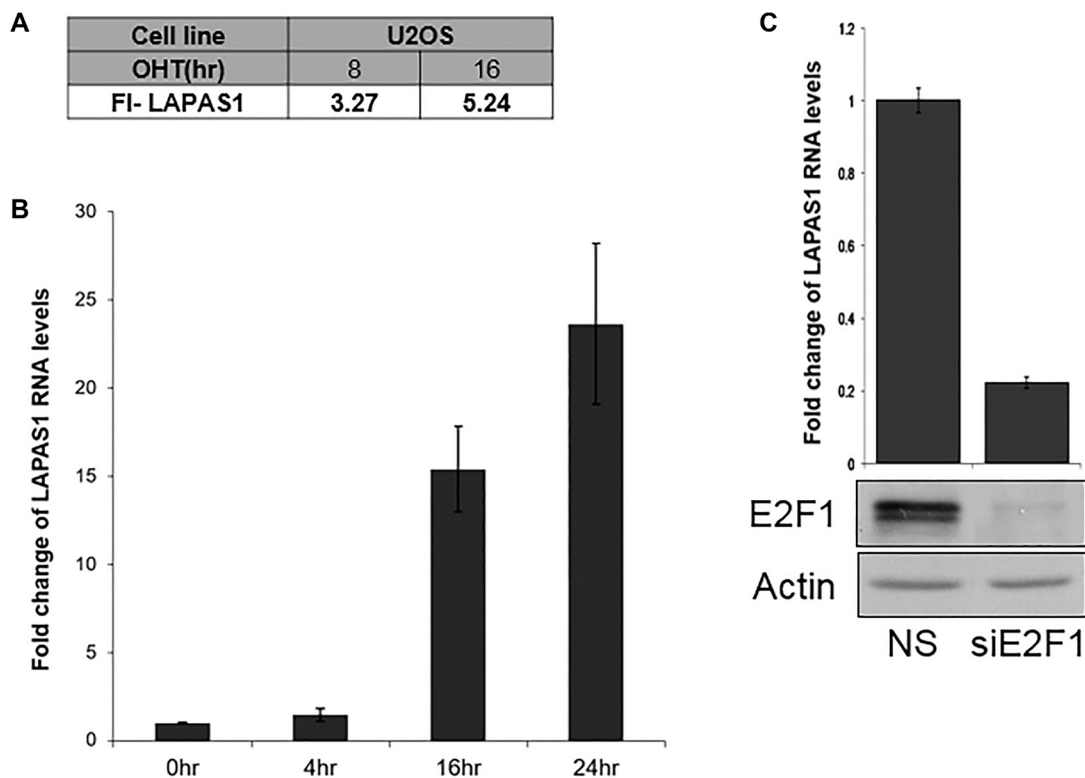 A
Cell line U2OS
OHT(hr) 8 16
FI- LAPAS1 3.27 5.24
B
Fold change of LAPAS1 RNA levels
30
25
20
15
10
5
0
0hr 4hr 16hr 24hr
C
Fold change of LAPAS1 RNA levels
1.2
1
0.8
0.6
0.4
0.2
0
E2F1
Actin
NS siE2F1